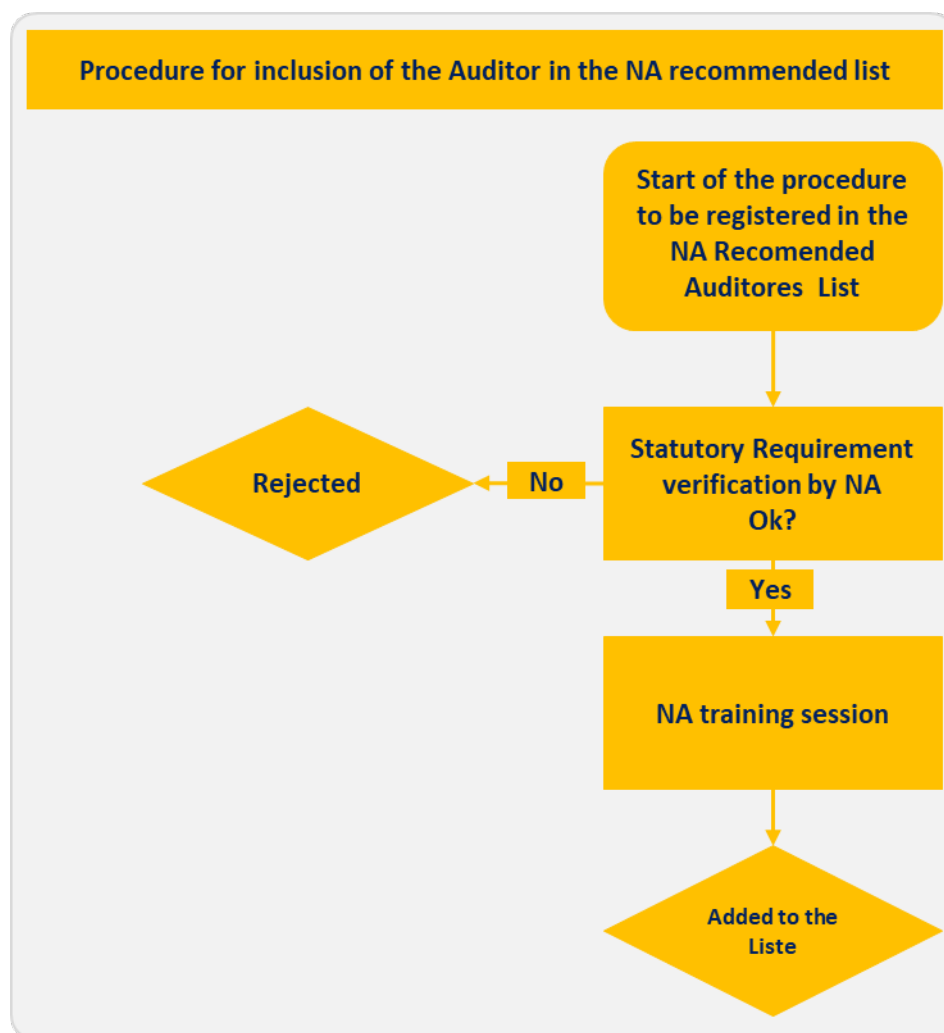 Procedure for inclusion of the Auditor in the NA recommended list
Start of the procedure
to be registered in the
NA Recomended
Auditores List
Rejected
No
Statutory Requirement
verification by NA
Ok?
Yes
NA training session
Added to the
Liste